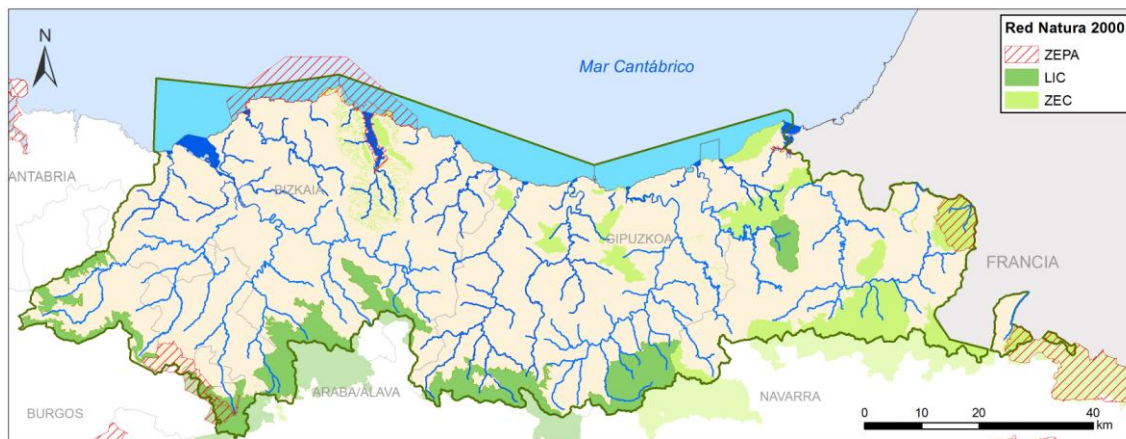 N
Mar Cantábrico
Red Natura 2000
ZEPA
LIC
ZEC
ANTABRIA
BIZKAIA
GIPUZKOA
FRANCIA
ARABA/ÁLAVA
NAVARRA
BURGOS
0 10 20 40
km